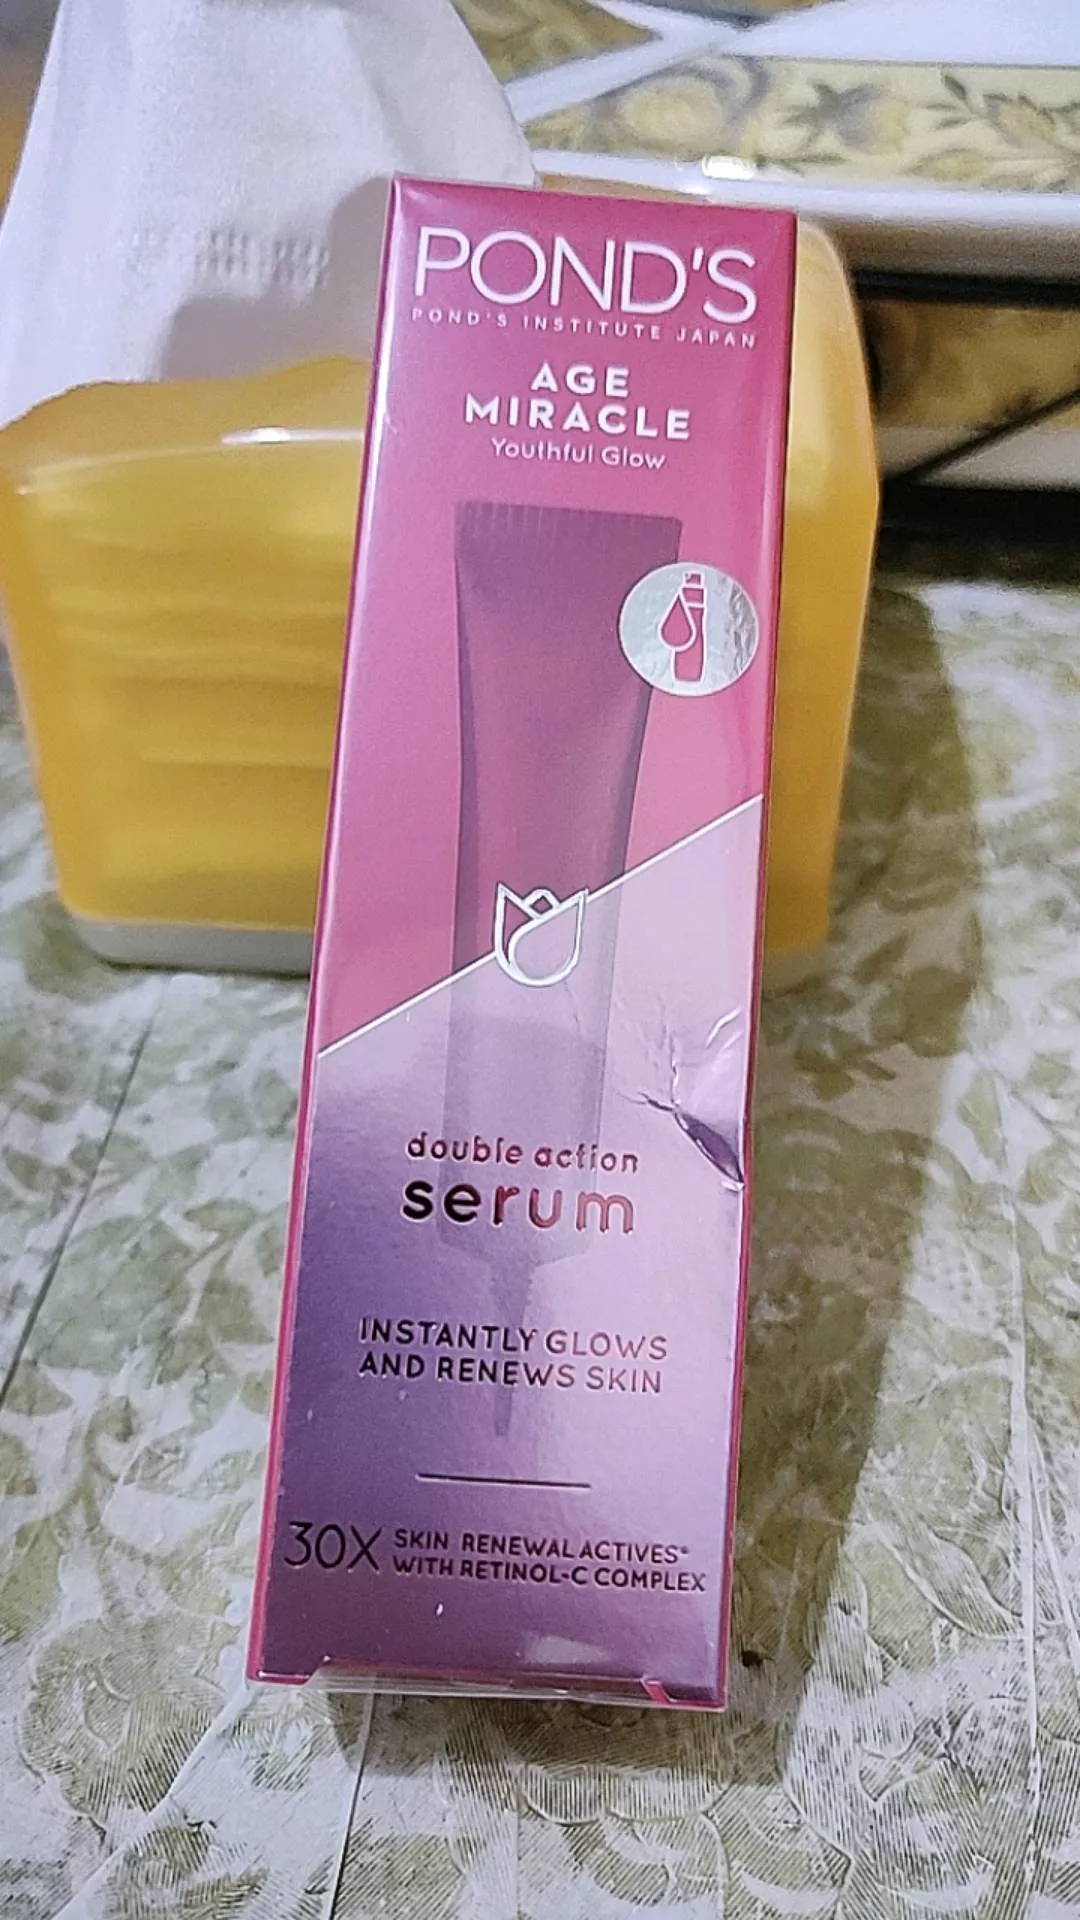 POND'S
POND'S INSTITUTE JAPAN
AGE
MIRACLE
Youthful Glow
double action
serum
INSTANTLY GLOWS
AND RENEWS SKIN
30X SKIN RENEWAL ACTIVES*
WITH RETINOL-C COMPLEX